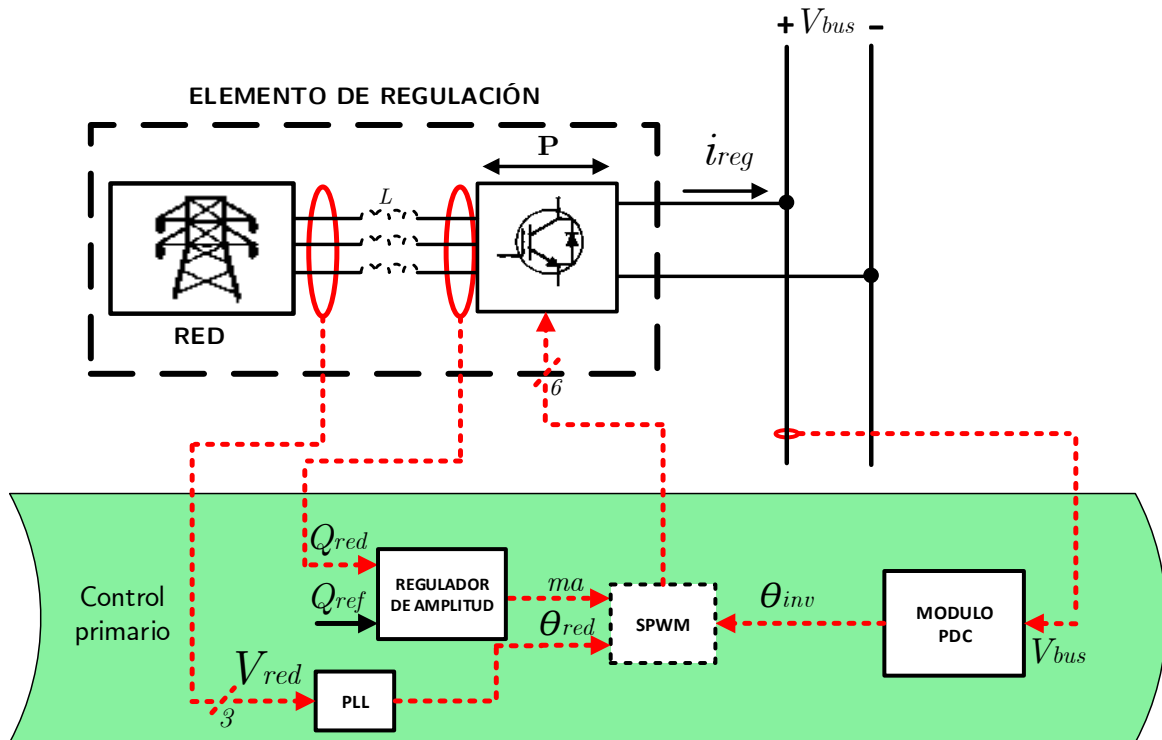 + Vbus -
ELEMENTO DE REGULACIÓN
P
ireg
L
RED
6
Qred
Qref
REGULADOR
DE AMPLITUD
ma
θred
SPWM
θinv
MODULO
PDC
Vbus
Control
primario
Vred
3
PLL